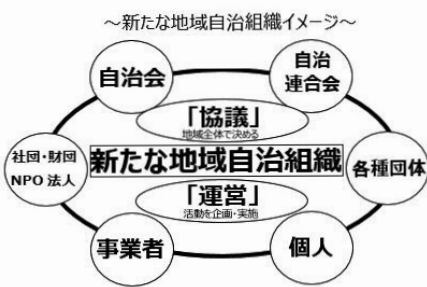 ～新たな地域自治組織イメージ～
自治会
自治
連合会
「協議」
地域全体で決める
社団・財団
NPO 法人
新たな地域自治組織
各種団体
「運営」
活動を企画・実施
事業者
個人